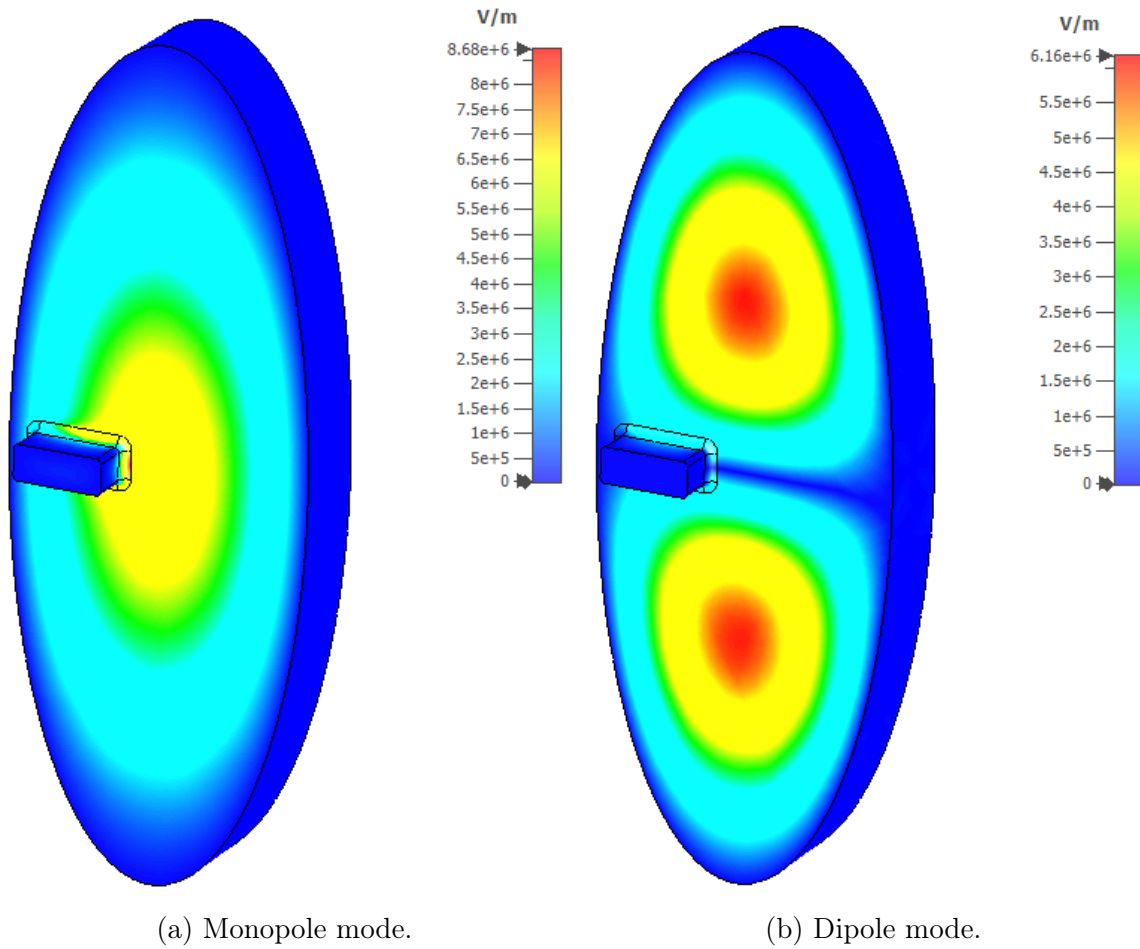 V/m
8.68e+6
8e+6
7.5e+6
7e+6
6.5e+6
6e+6
5.5e+6
5e+6
4.5e+6
4e+6
3.5e+6
3e+6
2.5e+6
2e+6
1.5e+6
1e+6
5e+5
0
V/m
6.16e+6
5.5e+6
5e+6
4.5e+6
4e+6
3.5e+6
3e+6
2.5e+6
2e+6
1.5e+6
1e+6
5e+5
0
(a) Monopole mode.
(b) Dipole mode.